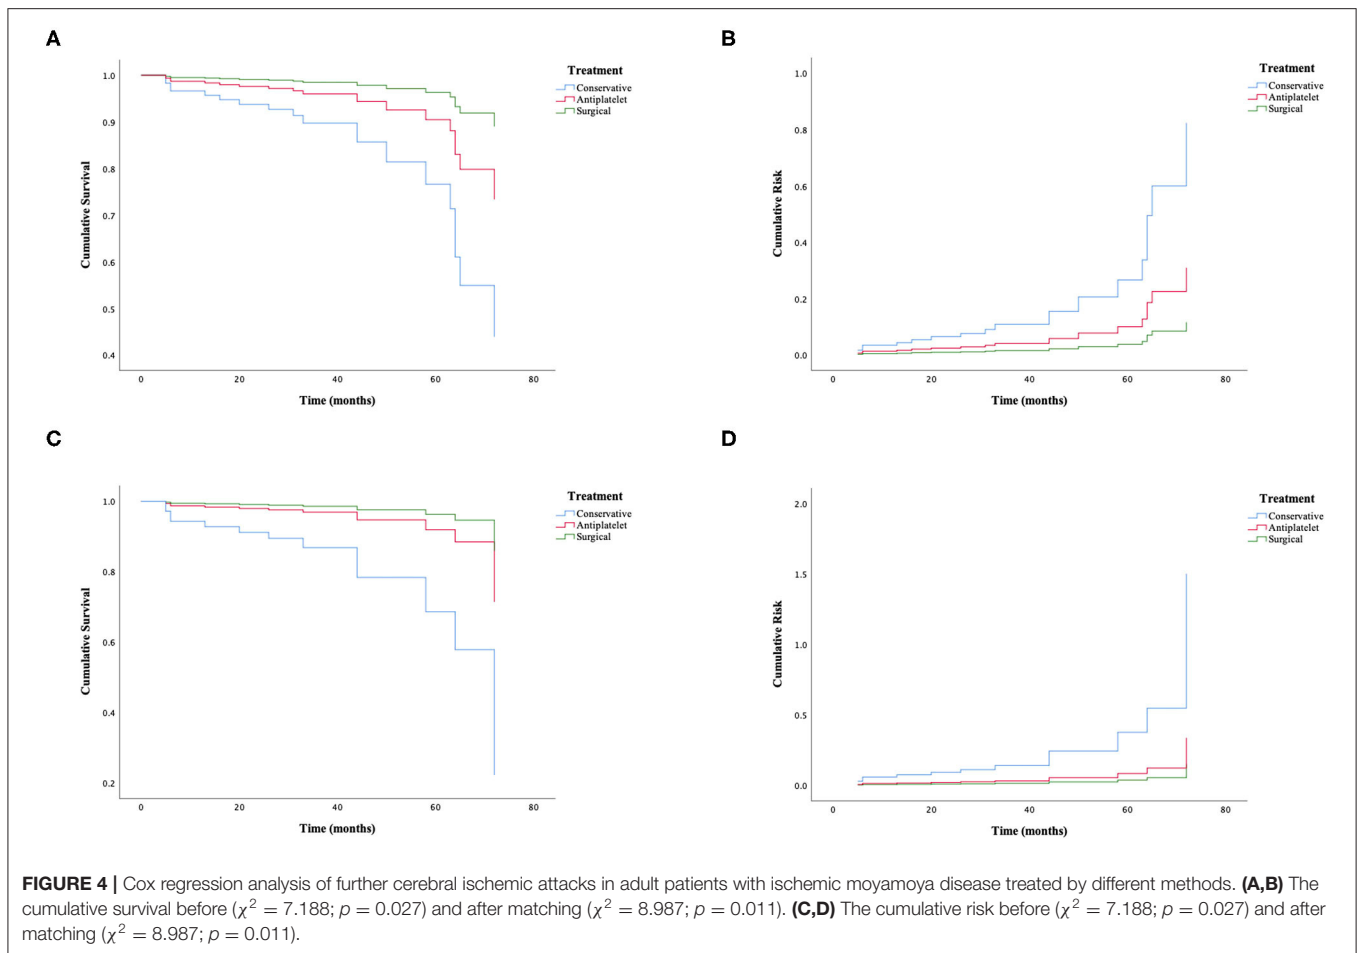 A
Treatment
Conservative
Antiplatelet
Surgical
Cumulative Survival
1.0
0.9
0.8
0.7
0.6
0.5
0.4
0 20 40 60 80
Time (months)
B
Treatment
Conservative
Antiplatelet
Surgical
Cumulative Risk
1.0
0.8
0.6
0.4
0.2
0.0
0 20 40 60 80
Time (months)
C
Treatment
Conservative
Antiplatelet
Surgical
Cumulative Survival
1.0
0.8
0.6
0.4
0.2
0 20 40 60 80
Time (months)
D
Treatment
Conservative
Antiplatelet
Surgical
Cumulative Risk
2.0
1.5
1.0
0.5
0.0
0 20 40 60 80
Time (months)
FIGURE 4 | Cox regression analysis of further cerebral ischemic attacks in adult patients with ischemic moyamoya disease treated by different methods. (A,B) The
cumulative survival before (χ² = 7.188; p = 0.027) and after matching (χ² = 8.987; p = 0.011). (C,D) The cumulative risk before (χ² = 7.188; p = 0.027) and after
matching (χ² = 8.987; p = 0.011).